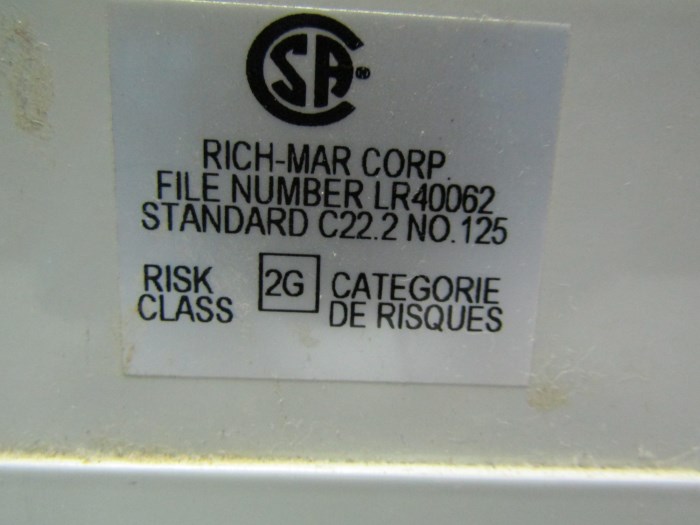 CSA ®
RICH-MAR CORP.
FILE NUMBER LR40062
STANDARD C22.2 NO.125
RISK CLASS
2G
CATEGORIE DE RISQUES